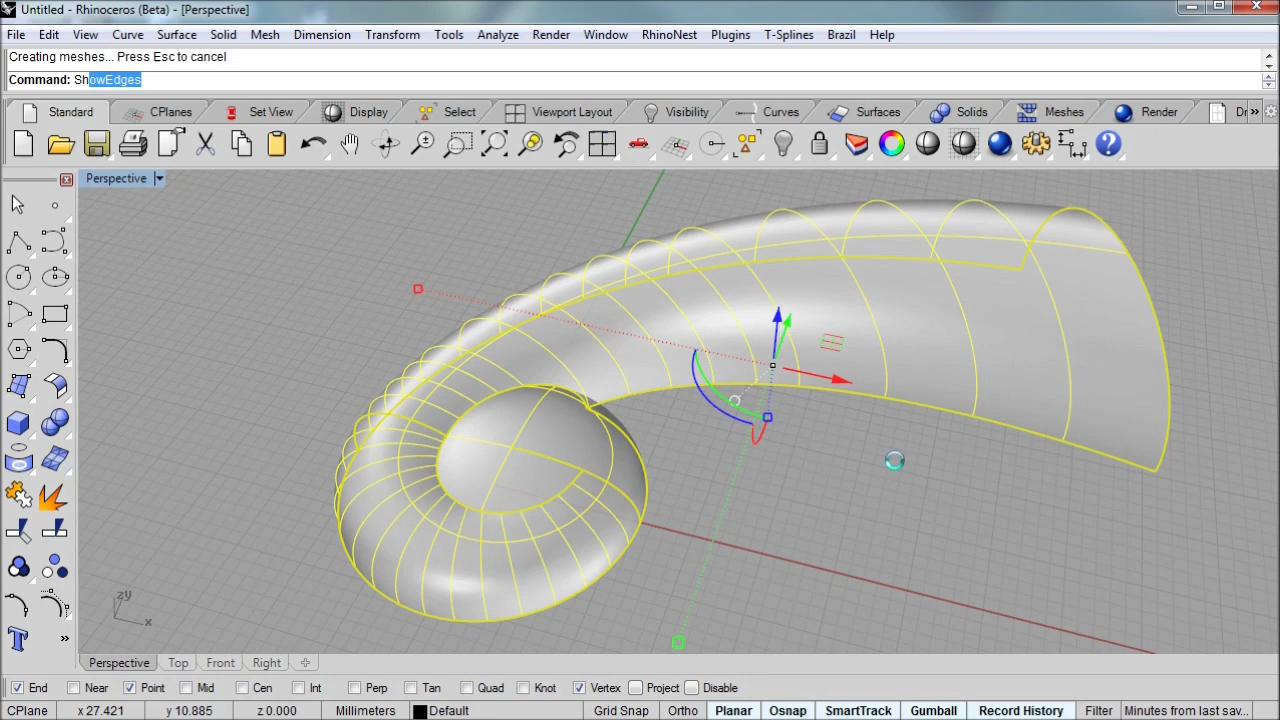 Untitled - Rhinoceros (Beta) - [Perspective]
File Edit View Curve Surface Solid Mesh Dimension Transform Tools Analyze Render Window RhinoNest Plugins T-Splines Brazil Help
Creating meshes... Press Esc to cancel
Command: ShowEdges
Standard CPlanes Set View Display Select Viewport Layout Visibility Curves Surfaces Solids Meshes Render Dr
Perspective
zy
x
Perspective Top Front Right
End Near Point Mid Cen Int Perp Tan Quad Knot Vertex Project Disable
CPlane x 27.421 y 10.885 z 0.000 Millimeters Default Grid Snap Ortho Planar Osnap SmartTrack Gumball Record History Filter Minutes from last sav...